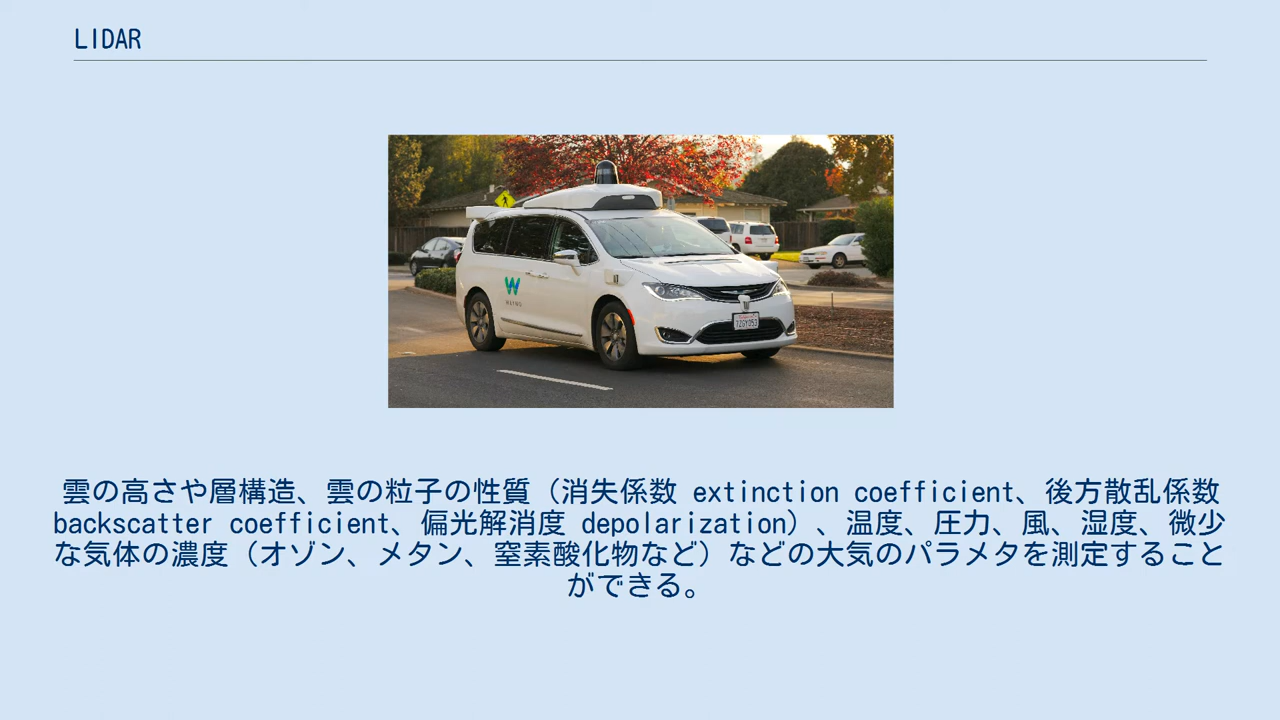 LIDAR
WAYMO
雲の高さや層構造、雲の粒子の性質（消失係数 extinction coefficient、後方散乱係数
backscatter coefficient、偏光解消度 depolarization）、温度、圧力、風、湿度、微少
な気体の濃度（オゾン、メタン、窒素酸化物など）などの大気のパラメタを測定すること
ができる。